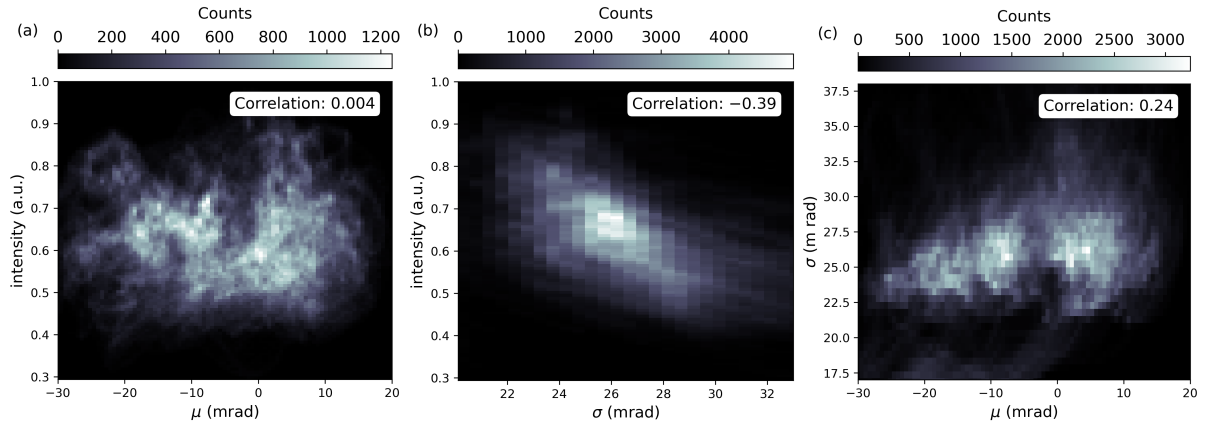 (a)
Counts
0 200 400 600 800 1000 1200
Correlation: 0.004
intensity (a.u.)
1.0
0.9
0.8
0.7
0.6
0.5
0.4
0.3
−30 −20 −10 0 10 20
μ (mrad)
(b)
Counts
0 1000 2000 3000 4000
Correlation: −0.39
intensity (a.u.)
1.0
0.9
0.8
0.7
0.6
0.5
0.4
0.3
22 24 26 28 30 32
σ (mrad)
(c)
Counts
0 500 1000 1500 2000 2500 3000
Correlation: 0.24
σ (m rad)
37.5
35.0
32.5
30.0
27.5
25.0
22.5
20.0
17.5
−30 −20 −10 0 10 20
μ (mrad)